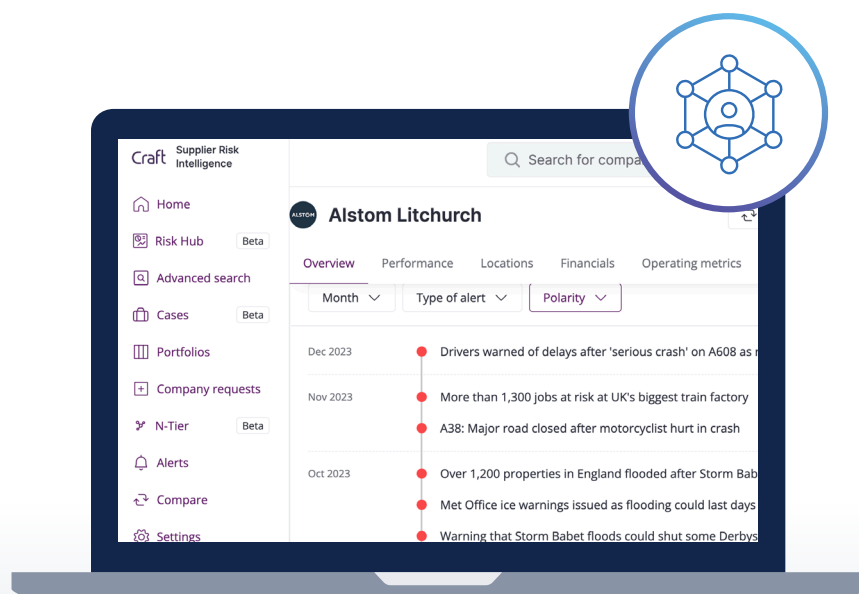 Craft Supplier Risk
Intelligence
Search for compa
Home
Risk Hub Beta
Advanced search
Cases Beta
Portfolios
Company requests
N-Tier Beta
Alerts
Compare
Settings
ALSTOM Alstom Litchurch
Overview Performance Locations Financials Operating metrics
Month Type of alert Polarity
Dec 2023 Drivers warned of delays after 'serious crash' on A608 as
Nov 2023 More than 1,300 jobs at risk at UK's biggest train factory
A38: Major road closed after motorcyclist hurt in crash
Oct 2023 Over 1,200 properties in England flooded after Storm Bab
Met Office ice warnings issued as flooding could last days
Warning that Storm Babet floods could shut some Derbys